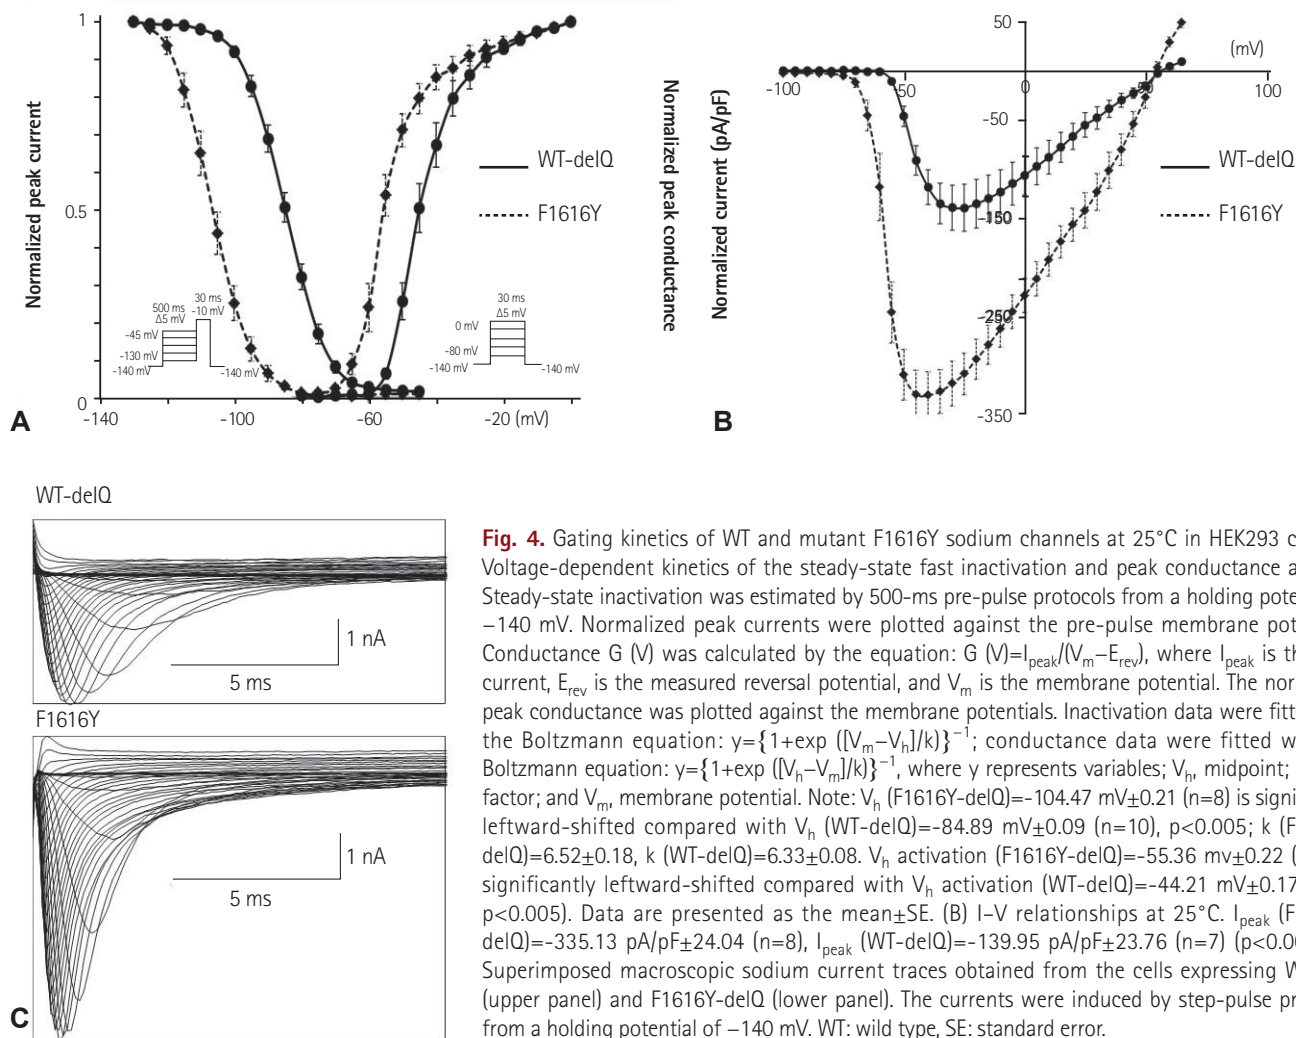 1
0.5
0
Normalized peak current
Normalized peak conductance
WT-delQ
F1616Y
500 ms
Δ5 mV
30 ms
-10 mV
-45 mV
-130 mV
-140 mV
-140 mV
30 ms
Δ5 mV
0 mV
-80 mV
-140 mV
-140 mV
-140
-100
-60
-20 (mV)
A
50
(mV)
-100
-50
0
50
100
-50
-150
-250
-350
Normalized current (pA/pF)
WT-delQ
F1616Y
B
WT-delQ
1 nA
5 ms
F1616Y
1 nA
5 ms
C
Fig. 4. Gating kinetics of WT and mutant F1616Y sodium channels at 25°C in HEK293 c
Voltage-dependent kinetics of the steady-state fast inactivation and peak conductance a
Steady-state inactivation was estimated by 500-ms pre-pulse protocols from a holding pote
−140 mV. Normalized peak currents were plotted against the pre-pulse membrane pot
Conductance G (V) was calculated by the equation: G (V)=Ipeak/(Vm−Erev), where Ipeak is th
current, Erev is the measured reversal potential, and Vm is the membrane potential. The nor
peak conductance was plotted against the membrane potentials. Inactivation data were fitte
the Boltzmann equation: y={1+exp ([Vm−Vh]/k)}−1; conductance data were fitted w
Boltzmann equation: y={1+exp ([Vh−Vm]/k)}−1, where y represents variables; Vh, midpoint;
factor; and Vm, membrane potential. Note: Vh (F1616Y-delQ)=-104.47 mV±0.21 (n=8) is signi
leftward-shifted compared with Vh (WT-delQ)=-84.89 mV±0.09 (n=10), p<0.005; k (F
delQ)=6.52±0.18, k (WT-delQ)=6.33±0.08. Vh activation (F1616Y-delQ)=-55.36 mv±0.22 (
significantly leftward-shifted compared with Vh activation (WT-delQ)=-44.21 mV±0.17
p<0.005). Data are presented as the mean±SE. (B) I–V relationships at 25°C. Ipeak (F
delQ)=-335.13 pA/pF±24.04 (n=8), Ipeak (WT-delQ)=-139.95 pA/pF±23.76 (n=7) (p<0.00
Superimposed macroscopic sodium current traces obtained from the cells expressing W
(upper panel) and F1616Y-delQ (lower panel). The currents were induced by step-pulse pr
from a holding potential of −140 mV. WT: wild type, SE: standard error.